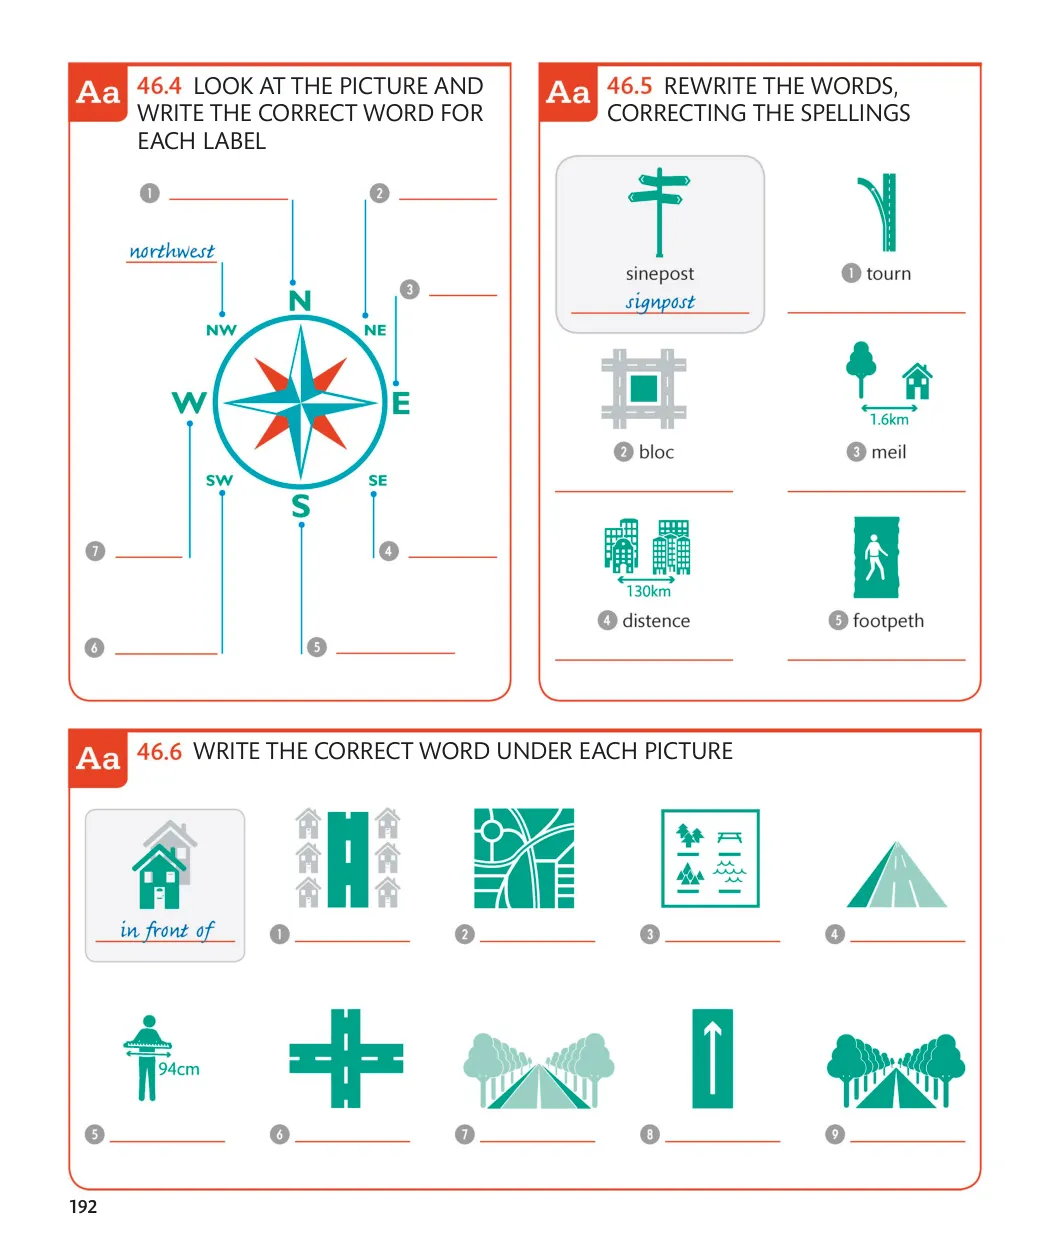 Aa 46.4 LOOK AT THE PICTURE AND
WRITE THE CORRECT WORD FOR
EACH LABEL
1
2
northwest
3
N
NW
NE
W
E
SW
SE
S
7
4
6
5
Aa 46.5 REWRITE THE WORDS,
CORRECTING THE SPELLINGS
sinepost
signpost
1 tourn
1.6km
2 bloc
3 meil
130km
4 distence
5 footpeth
Aa 46.6 WRITE THE CORRECT WORD UNDER EACH PICTURE
in front of
1
2
3
4
94cm
5
6
7
8
9
192